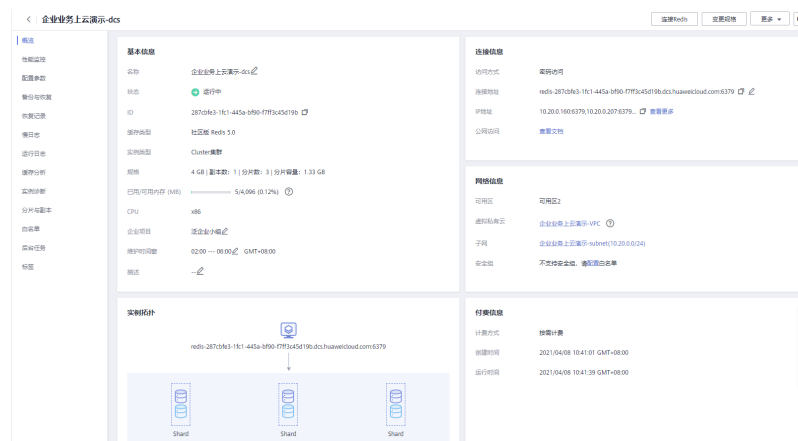 企业业务上云演示-dcs
连接Redis
变更规格
更多
概览
性能监控
配置参数
备份与恢复
恢复记录
慢日志
运行日志
缓存分析
实例诊断
分片与副本
白名单
后台任务
标签
基本信息
名称 企业业务上云演示-dcs
状态 运行中
ID 287cbfe3-1fc1-445a-bf90-f7ff3c45d19b
缓存类型 社区版 Redis 5.0
实例类型 Cluster集群
规格 4 GB | 副本数：1 | 分片数：3 | 分片容量：1.33 GB
已用/可用内存 (MB) 5/4,096 (0.12%)
CPU x86
企业项目 泛企业小组
维护时间窗 02:00 --- 06:00 GMT+08:00
描述 --
连接信息
访问方式 密码访问
连接地址 redis-287cbfe3-1fc1-445a-bf90-f7ff3c45d19b.dcs.huaweicloud.com:6379
IP地址 10.20.0.160:6379,10.20.0.207:6379... 查看更多
公网访问 查看文档
网络信息
可用区 可用区2
虚拟私有云 企业业务上云演示-VPC
子网 企业业务上云演示-subnet(10.20.0.0/24)
安全组 不支持安全组，请配置白名单
实例拓扑
redis-287cbfe3-1fc1-445a-bf90-f7ff3c45d19b.dcs.huaweicloud.com:6379
Shard
Shard
Shard
付费信息
计费方式 按需计费
创建时间 2021/04/08 10:41:01 GMT+08:00
运行时间 2021/04/08 10:41:39 GMT+08:00